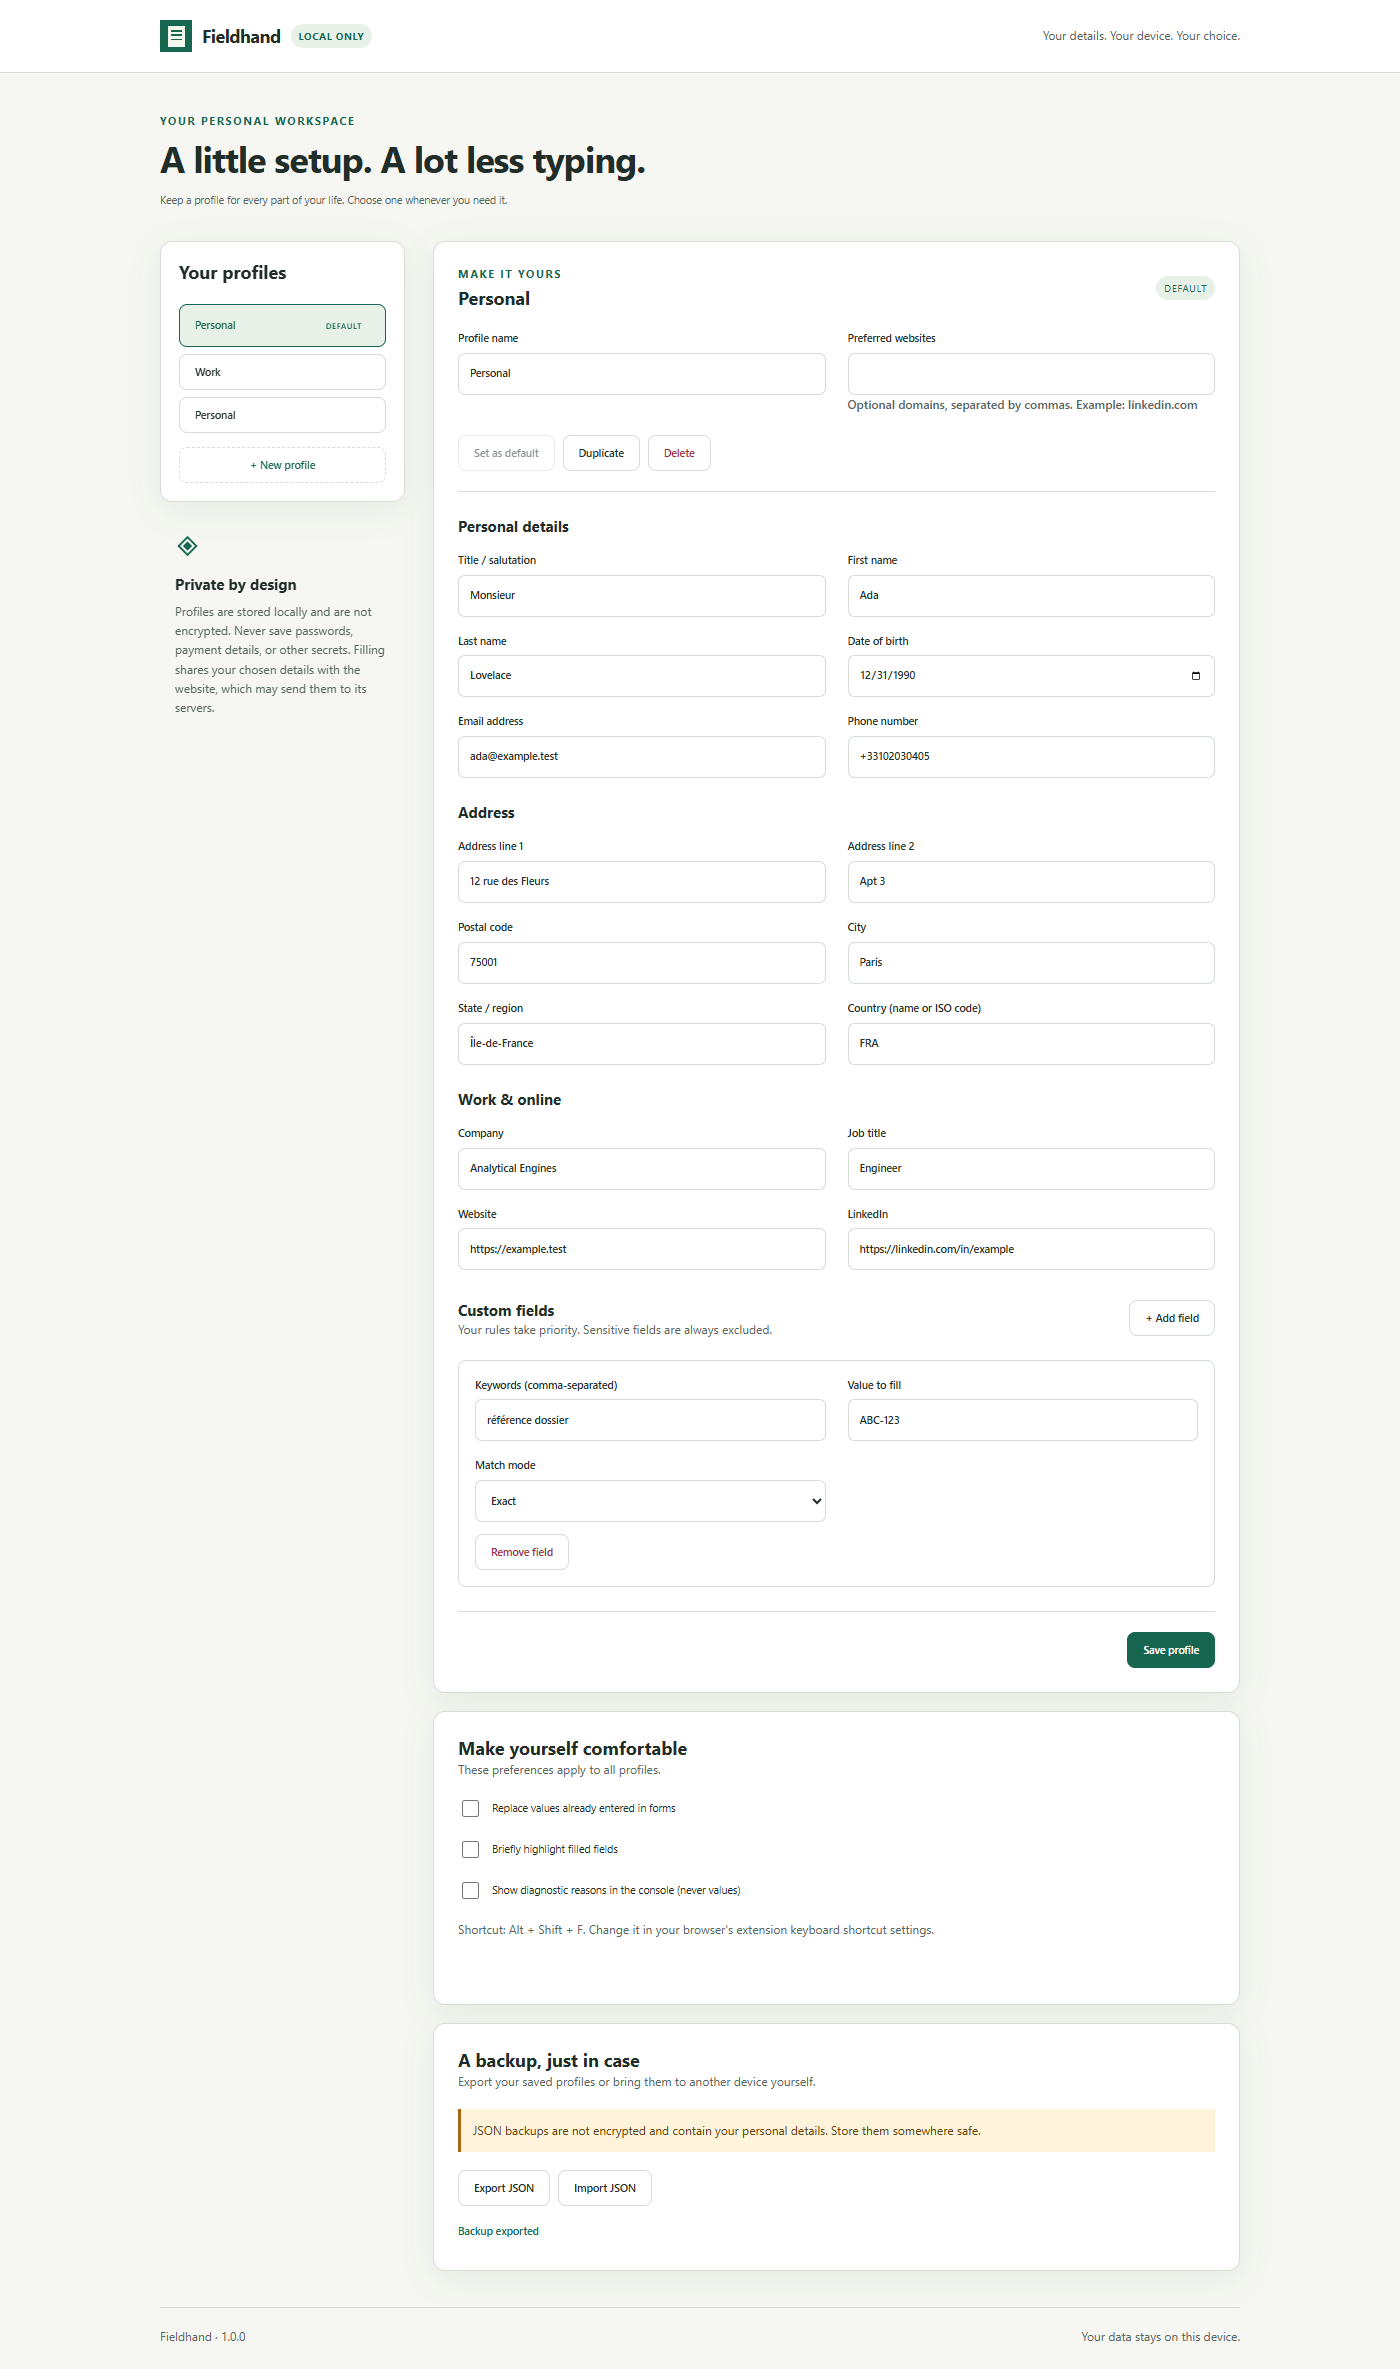 Fieldhand LOCAL ONLY
Your details. Your device. Your choice.
YOUR PERSONAL WORKSPACE
A little setup. A lot less typing.
Keep a profile for every part of your life. Choose one whenever you need it.
Your profiles
Personal DEFAULT
Work
Personal
+ New profile
Private by design
Profiles are stored locally and are not
encrypted. Never save passwords,
payment details, or other secrets. Filling
shares your chosen details with the
website, which may send them to its
servers.
MAKE IT YOURS
Personal
DEFAULT
Profile name
Personal
Preferred websites
Optional domains, separated by commas. Example: linkedin.com
Set as default
Duplicate
Delete
Personal details
Title / salutation
Monsieur
First name
Ada
Last name
Lovelace
Date of birth
12/31/1990
Email address
ada@example.test
Phone number
+33102030405
Address
Address line 1
12 rue des Fleurs
Address line 2
Apt 3
Postal code
75001
City
Paris
State / region
Île-de-France
Country (name or ISO code)
FRA
Work & online
Company
Analytical Engines
Job title
Engineer
Website
https://example.test
LinkedIn
https://linkedin.com/in/example
Custom fields
Your rules take priority. Sensitive fields are always excluded.
+ Add field
Keywords (comma-separated)
référence dossier
Value to fill
ABC-123
Match mode
Exact
Remove field
Save profile
Make yourself comfortable
These preferences apply to all profiles.
Replace values already entered in forms
Briefly highlight filled fields
Show diagnostic reasons in the console (never values)
Shortcut: Alt + Shift + F. Change it in your browser's extension keyboard shortcut settings.
A backup, just in case
Export your saved profiles or bring them to another device yourself.
JSON backups are not encrypted and contain your personal details. Store them somewhere safe.
Export JSON
Import JSON
Backup exported
Fieldhand · 1.0.0
Your data stays on this device.